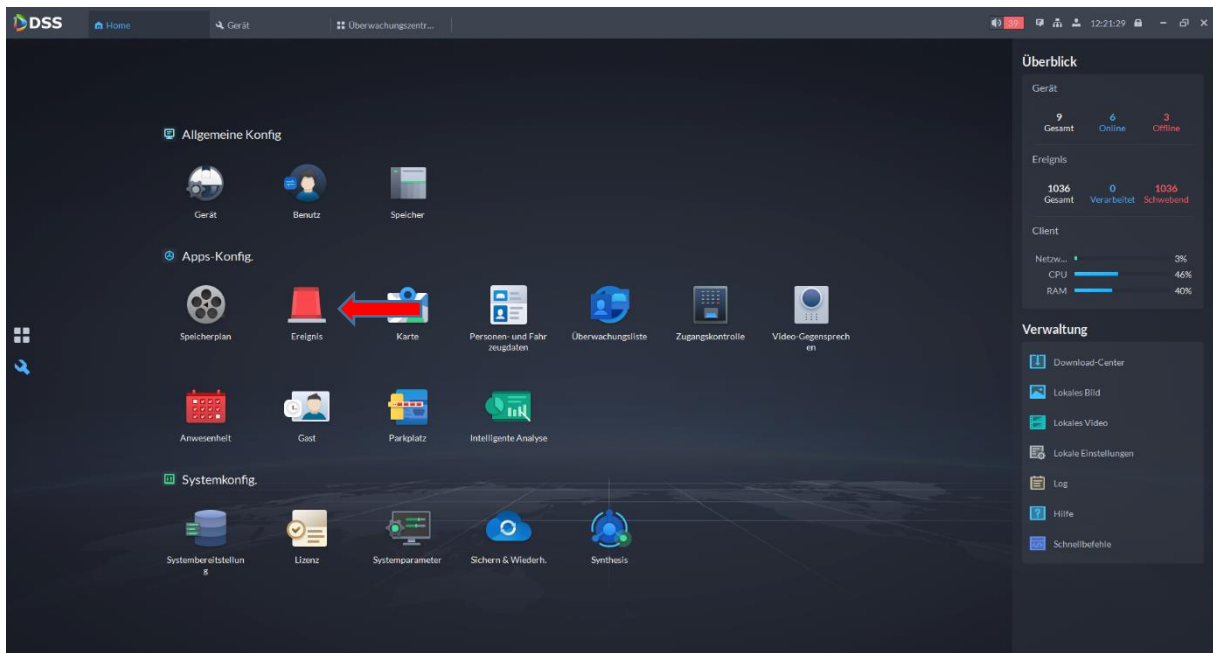 DSS
Home
Gerät
Überwachungszentr...
39
12:21:29
Allgemeine Konfig
Gerät
Benutz
Speicher
Apps-Konfig.
Speicherplan
Ereignis
Karte
Personen- und Fahr
zeugdaten
Überwachungsliste
Zugangskontrolle
Video-Gegensprech
en
Anwesenheit
Gast
Parkplatz
Intelligente Analyse
Systemkonfig.
Systembereitstellun
g
Lizenz
Systemparameter
Sichern & Wiederh.
Synthesis
Überblick
Gerät
9 6 3
Gesamt Online Offline
Ereignis
1036 0 1036
Gesamt Verarbeitet Schwebend
Client
Netzw... 3%
CPU 46%
RAM 40%
Verwaltung
Download-Center
Lokales Bild
Lokales Video
Lokale Einstellungen
Log
Hilfe
Schnellbefehle